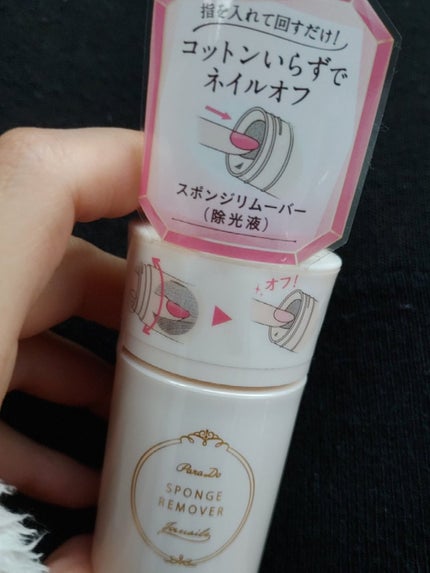 指を入れて回すだけ!
コットンいらずで
ネイルオフ
スポンジリムーバー
(除光液)
オフ!
Para Do
SPONGE
REMOVER